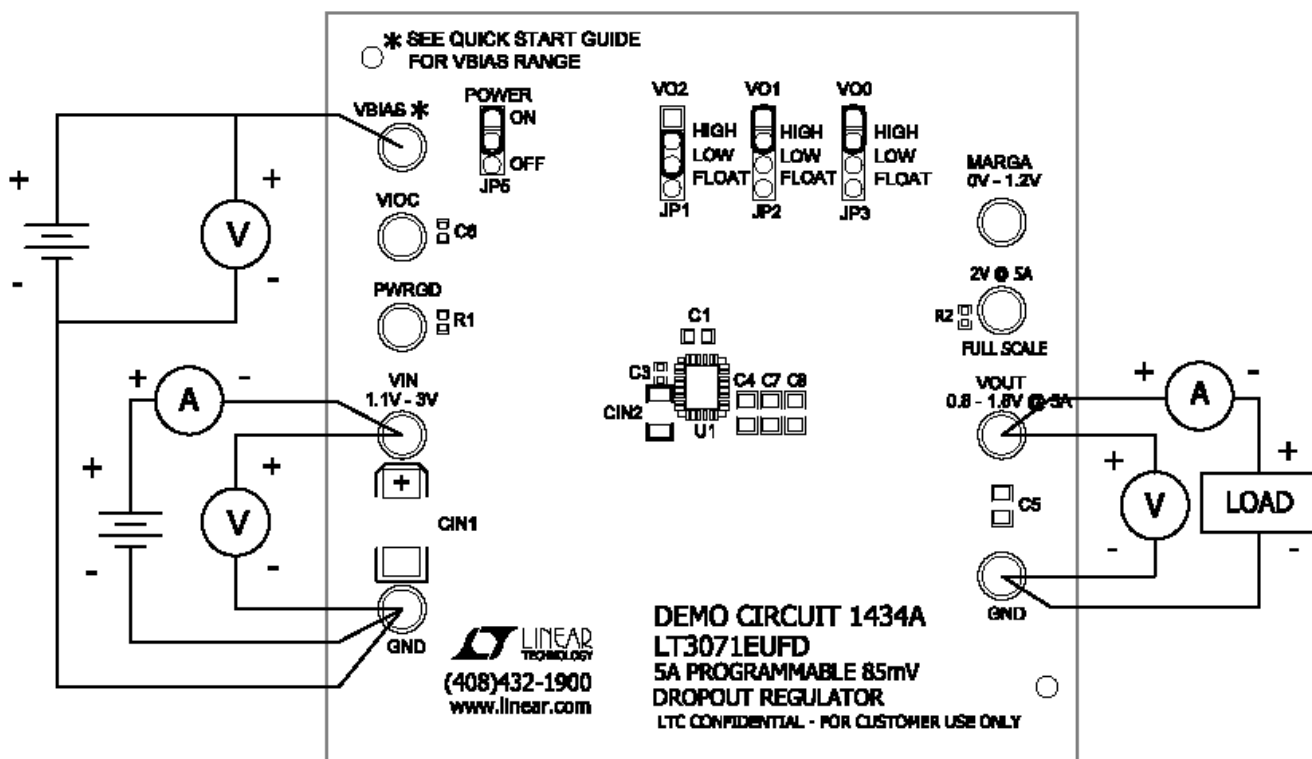 * SEE QUICK START GUIDE
FOR VBIAS RANGE
VBIAS *
POWER
ON
OFF
JP5
VO2
HIGH
LOW
FLOAT
JP1
VO1
HIGH
LOW
FLOAT
JP2
VO0
HIGH
LOW
FLOAT
JP3
MARGA
0V - 1.2V
+
-
+
V
-
VIOC
C6
PWRGD
R1
2V @ 5A
R2
FULL SCALE
C1
C3
CIN2
U1
C4 C7 C8
VIN
1.1V - 3V
+
A
-
+
-
+
V
-
+
CIN1
GND
VOUT
0.8 - 1.8V @ 5A
+
A
-
+
V
-
+
LOAD
-
C5
GND
LINEAR
TECHNOLOGY
(408)432-1900
www.linear.com
DEMO CIRCUIT 1434A
LT3071EUFD
5A PROGRAMMABLE 85mV
DROPOUT REGULATOR
LTC CONFIDENTIAL - FOR CUSTOMER USE ONLY